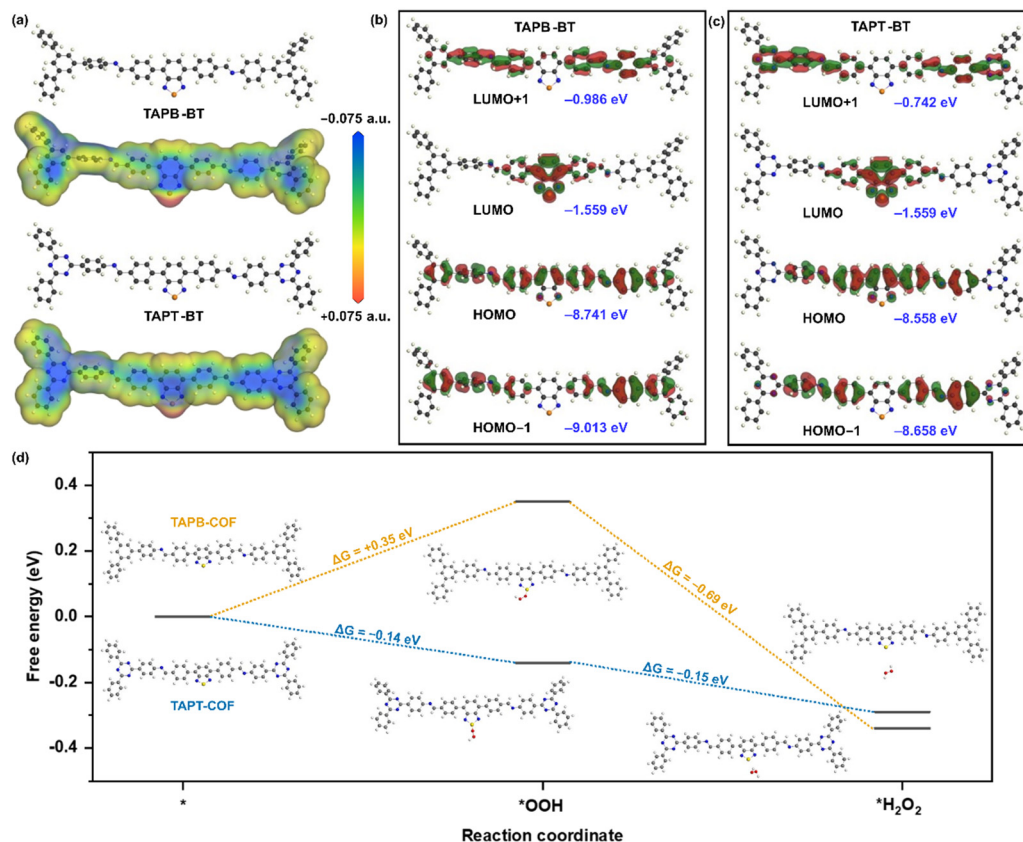 (a)
TAPB-BT
−0.075 a.u.
TAPT-BT
+0.075 a.u.
(b)
TAPB-BT
LUMO+1
−0.986 eV
LUMO
−1.559 eV
HOMO
−8.741 eV
HOMO−1
−9.013 eV
(c)
TAPT-BT
LUMO+1
−0.742 eV
LUMO
−1.559 eV
HOMO
−8.558 eV
HOMO−1
−8.658 eV
(d)
Free energy (eV)
0.4
0.2
0.0
-0.2
-0.4
TAPB-COF
TAPT-COF
ΔG = +0.35 eV
ΔG = −0.69 eV
ΔG = −0.14 eV
ΔG = −0.15 eV
*
*OOH
*H₂O₂
Reaction coordinate